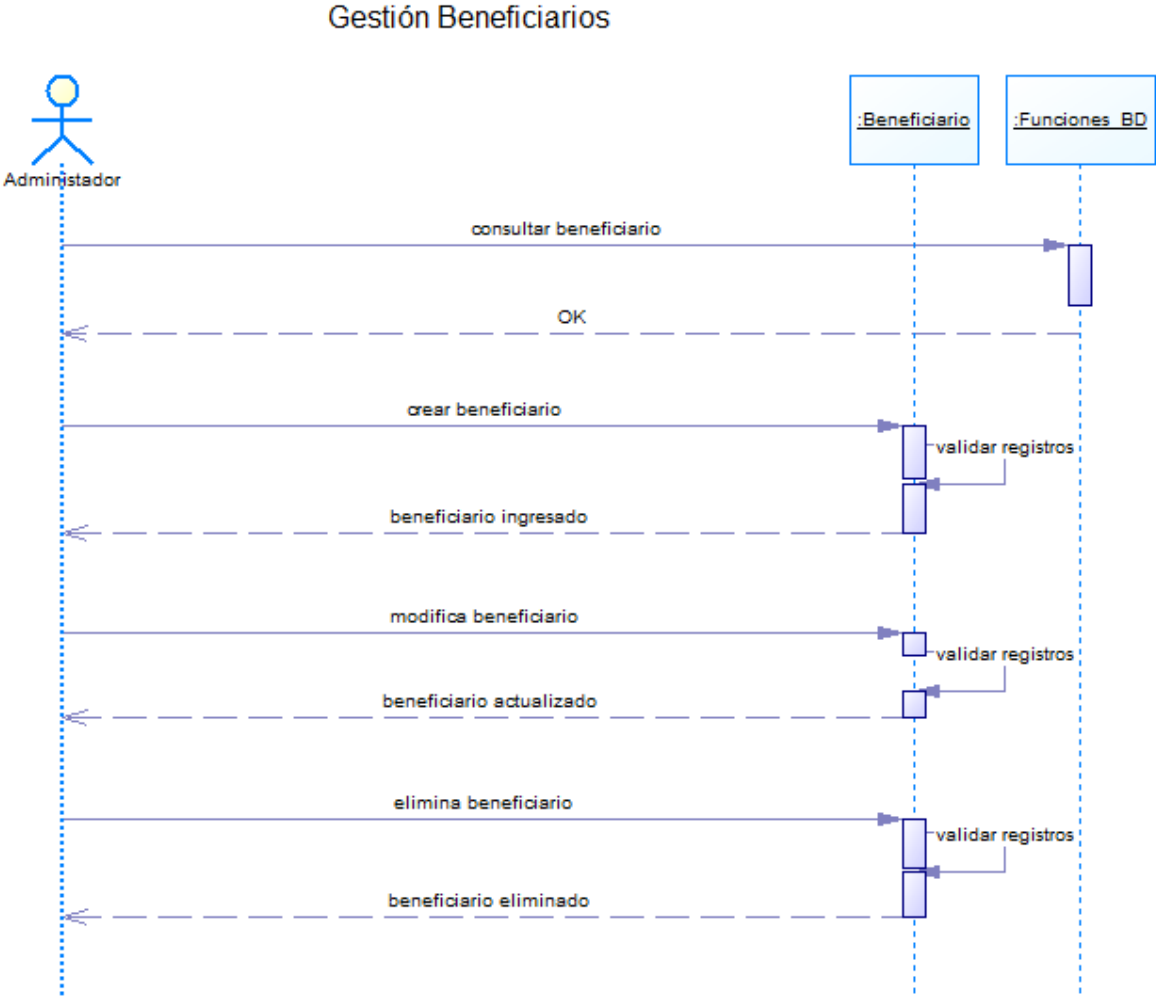 Gestión Beneficiarios
:Beneficiario
:Funciones_BD
Administador
consultar beneficiario
OK
crear beneficiario
validar registros
beneficiario ingresado
modifica beneficiario
validar registros
beneficiario actualizado
elimina beneficiario
validar registros
beneficiario eliminado